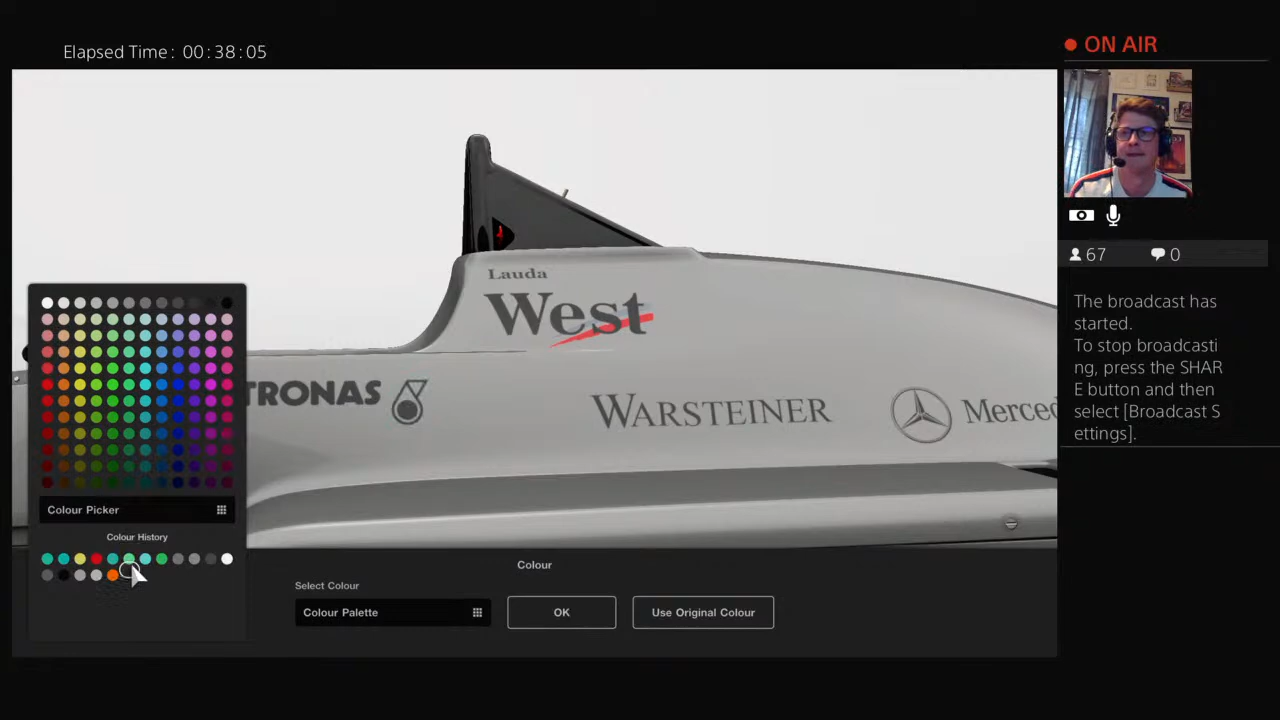 Elapsed Time: 00:38:05
ON AIR
67
0
The broadcast has
started.
To stop broadcasti
ng, press the SHAR
E button and then
select [Broadcast S
ettings].
Lauda
West
TRONAS
WARSTEINER
Merced
Colour Picker
Colour History
Colour
Select Colour
Colour Palette
OK
Use Original Colour